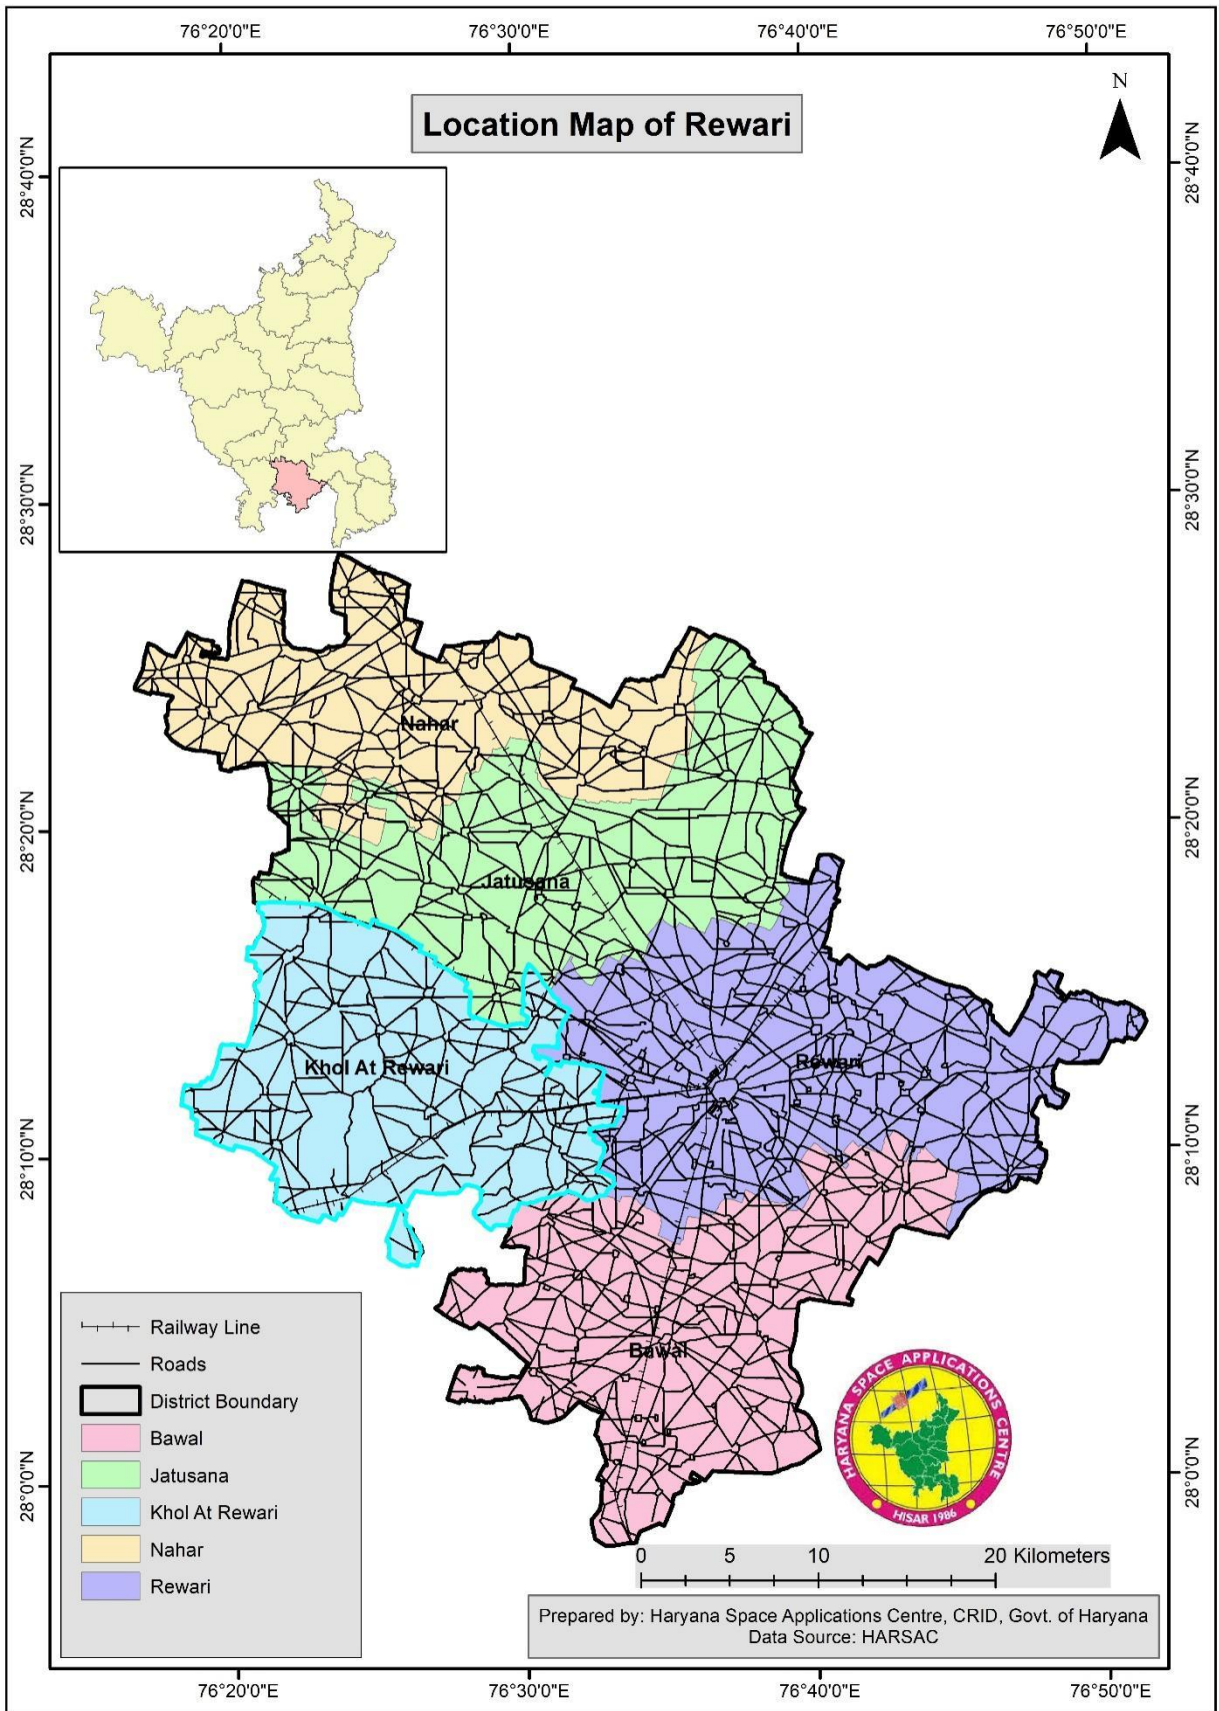 76°20'0"E 76°30'0"E 76°40'0"E 76°50'0"E
N
Location Map of Rewari
28°40'0"N 28°40'0"N
28°30'0"N 28°30'0"N
Nahar
28°20'0"N 28°20'0"N
Jatusana
Khol At Rewari
Rewari
28°10'0"N 28°10'0"N
Bawal
Railway Line
Roads
District Boundary
Bawal
Jatusana
Khol At Rewari
Nahar
Rewari
HARYANA SPACE APPLICATIONS CENTRE
HISAR 1986
28°0'0"N 28°0'0"N
0 5 10 20 Kilometers
Prepared by: Haryana Space Applications Centre, CRID, Govt. of Haryana
Data Source: HARSAC
76°20'0"E 76°30'0"E 76°40'0"E 76°50'0"E